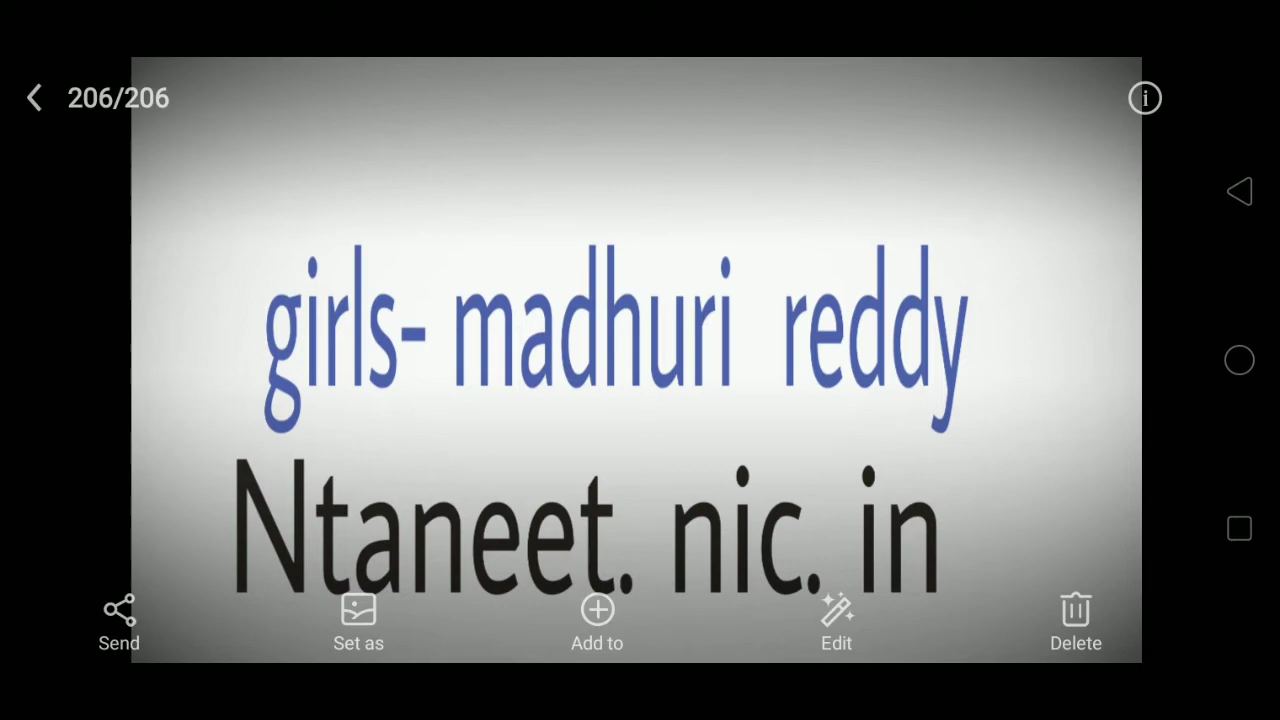 206/206
girls- madhuri reddy
Ntaneet. nic. in
Send Set as Add to Edit Delete